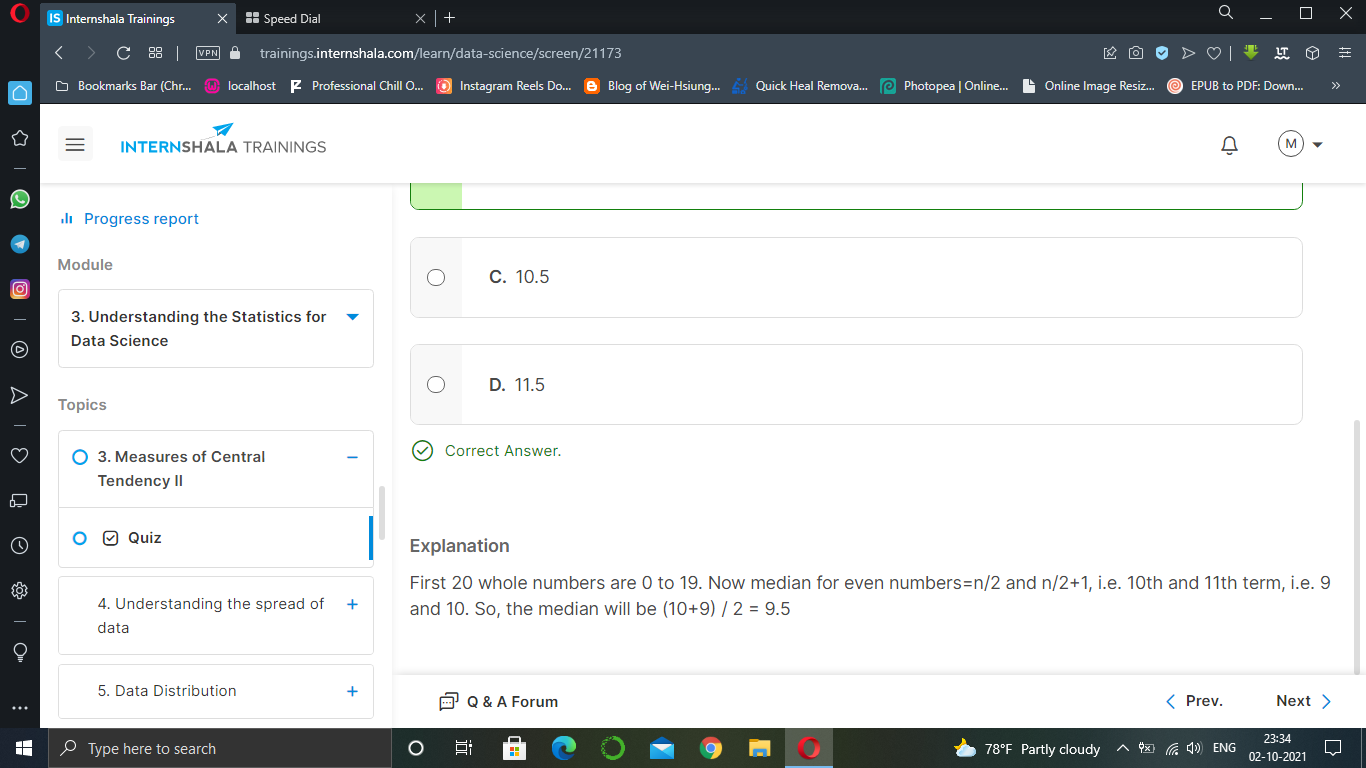 Internshala Trainings
Speed Dial
VPN
trainings.internshala.com/learn/data-science/screen/21173
Bookmarks Bar (Chr...
localhost
Professional Chill O...
Instagram Reels Do...
Blog of Wei-Hsiung...
Quick Heal Remova...
Photopea | Online...
Online Image Resiz...
EPUB to PDF: Down...
»
INTERNSHALA TRAININGS
M
Progress report
Module
3. Understanding the Statistics for
Data Science
Topics
3. Measures of Central
Tendency II
Quiz
4. Understanding the spread of
data
5. Data Distribution
C. 10.5
D. 11.5
Correct Answer.
Explanation
First 20 whole numbers are 0 to 19. Now median for even numbers=n/2 and n/2+1, i.e. 10th and 11th term, i.e. 9
and 10. So, the median will be (10+9) / 2 = 9.5
Q & A Forum
Prev.
Next
Type here to search
78°F Partly cloudy
ENG
23:34
02-10-2021